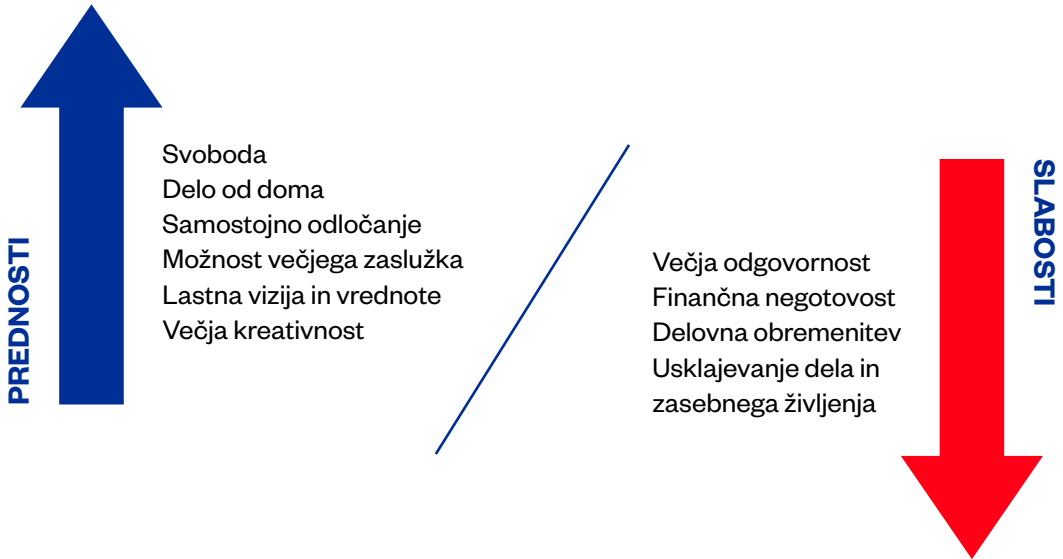 PREDNOSTI
Svoboda
Delo od doma
Samostojno odločanje
Možnost večjega zaslužka
Lastna vizija in vrednote
Večja kreativnost
SLABOSTI
Večja odgovornost
Finančna negotovost
Delovna obremenitev
Usklajevanje dela in
zasebnega življenja